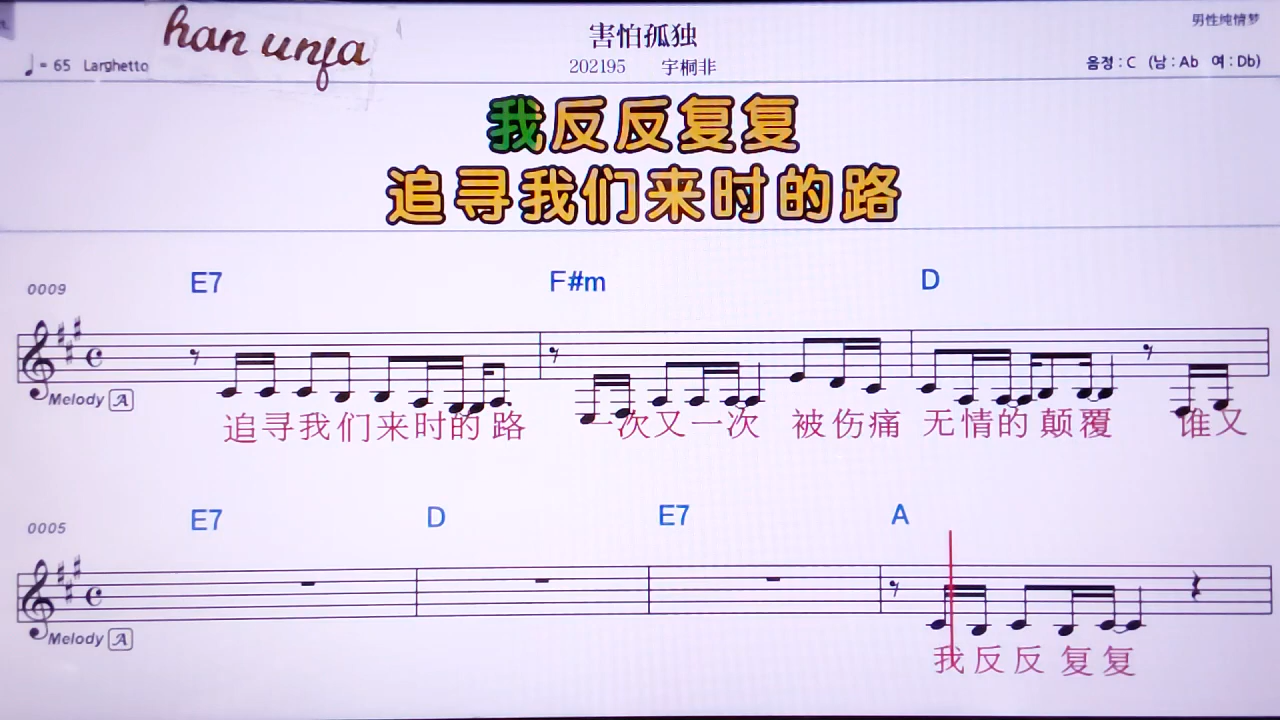 han unfa
害怕孤独
男性纯情梦
♩= 65 Larghetto
202195 宇桐非
음정 : C (남 : Ab 여 : Db)
我反反复复
追寻我们来时的路
0009 E7 F#m D
Melody A
追寻我们来时的路 一次又一次 被伤痛 无情的颠覆 谁又
0005 E7 D E7 A
Melody A
我反反复复